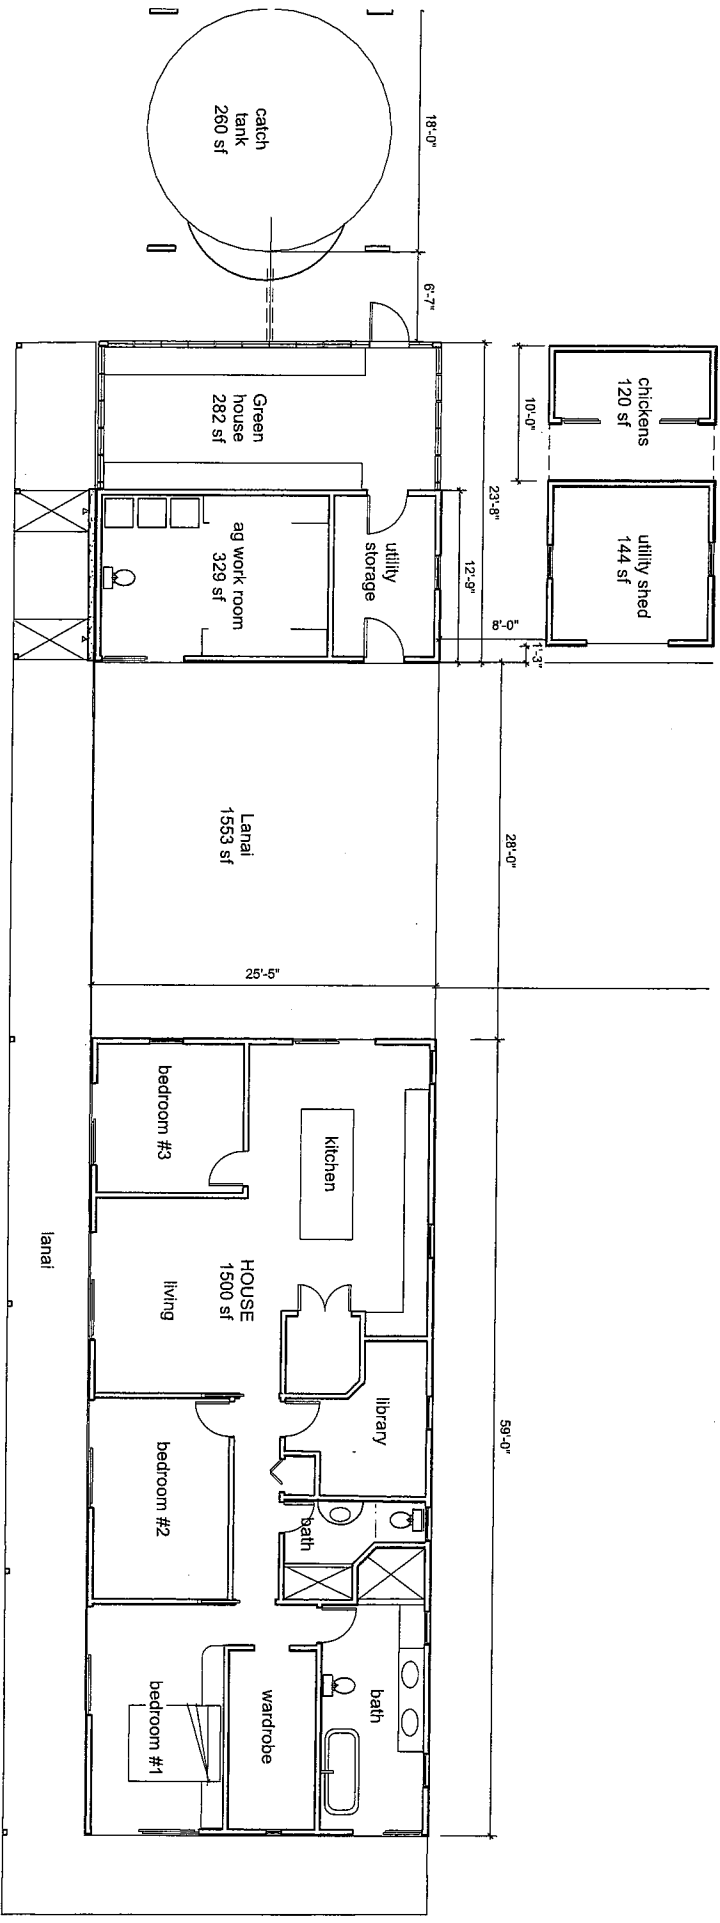 catch
tank
260 sf
18'-0"
6'-7"
Green
house
282 sf
chickens
120 sf
10'-0"
23'-8"
utility shed
144 sf
utility
storage
12'-9"
ag work room
329 sf
8'-0"
1'-3"
Lanai
1553 sf
28'-0"
25'-5"
bedroom #3
kitchen
HOUSE
1500 sf
living
lanai
library
59'-0"
bedroom #2
bath
bedroom #1
wardrobe
bath